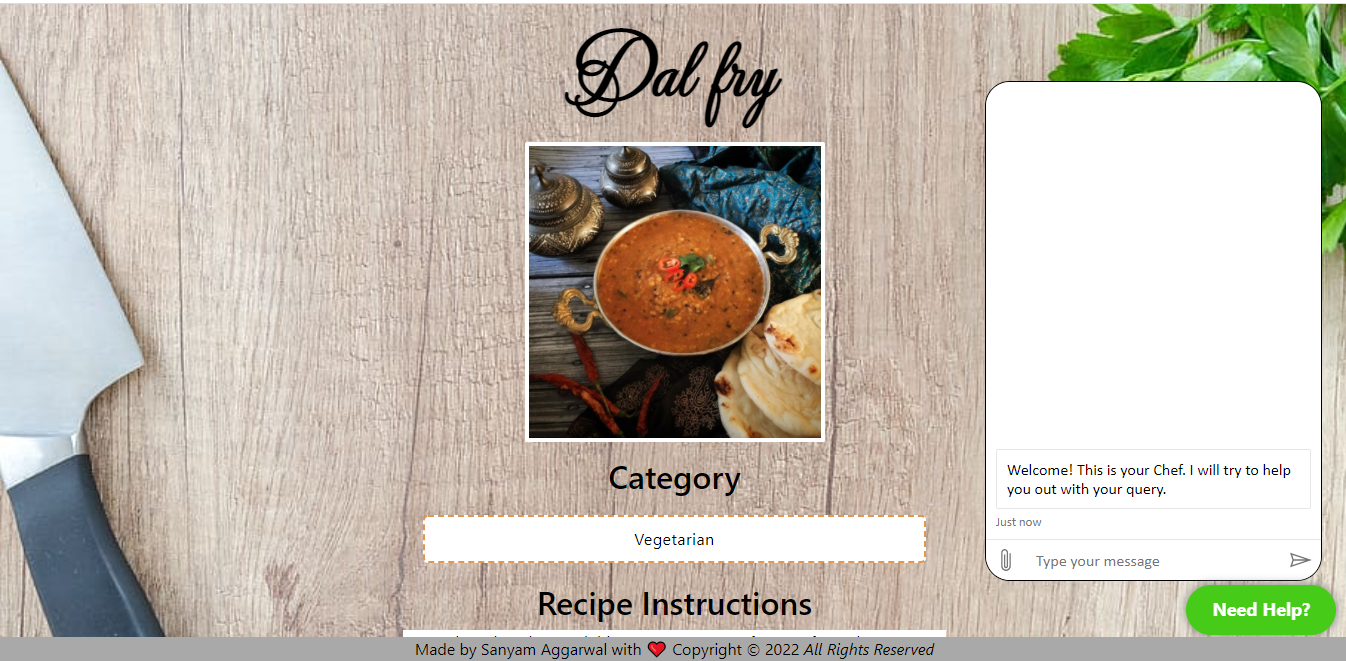 Dal fry
Category
Vegetarian
Recipe Instructions
Welcome! This is your Chef. I will try to help
you out with your query.
Just now
Type your message
Need Help?
Made by Sanyam Aggarwal with ❤ Copyright © 2022 All Rights Reserved